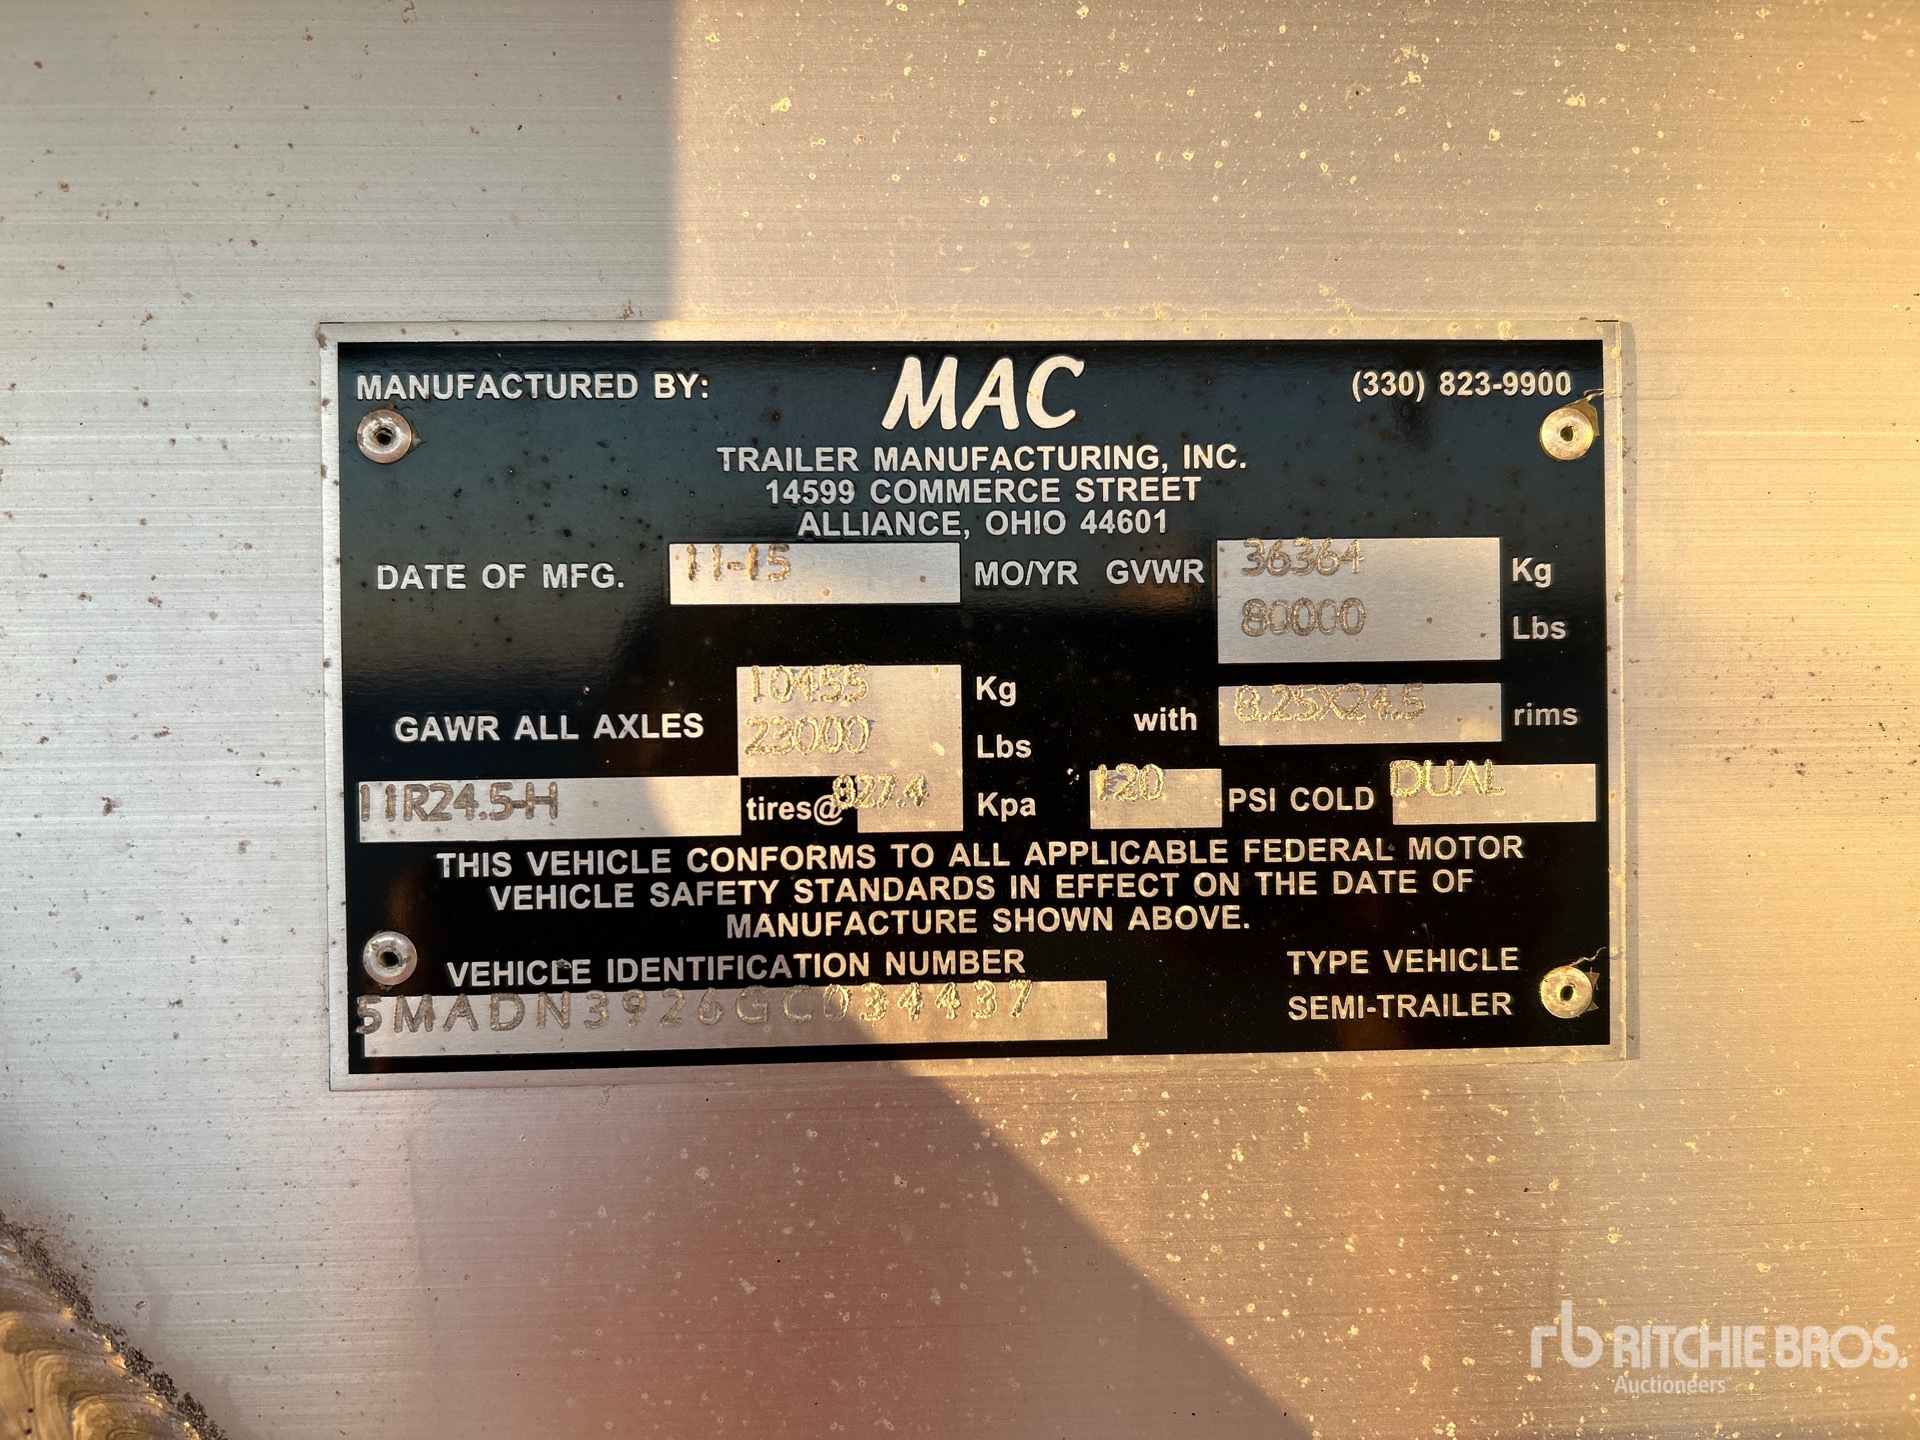 MANUFACTURED BY: MAC (330) 823-9900
TRAILER MANUFACTURING, INC.
14599 COMMERCE STREET
ALLIANCE, OHIO 44601
DATE OF MFG. 11-15 MO/YR GVWR 36364 Kg
80000 Lbs
GAWR ALL AXLES 10455 Kg with 8.25X24.5 rims
23000 Lbs
11R24.5-H tires@ 827.4 Kpa 120 PSI COLD DUAL
THIS VEHICLE CONFORMS TO ALL APPLICABLE FEDERAL MOTOR
VEHICLE SAFETY STANDARDS IN EFFECT ON THE DATE OF
MANUFACTURE SHOWN ABOVE.
VEHICLE IDENTIFICATION NUMBER TYPE VEHICLE
5MADN3926GC034437 SEMI-TRAILER
rb RITCHIE BROS.
Auctioneers